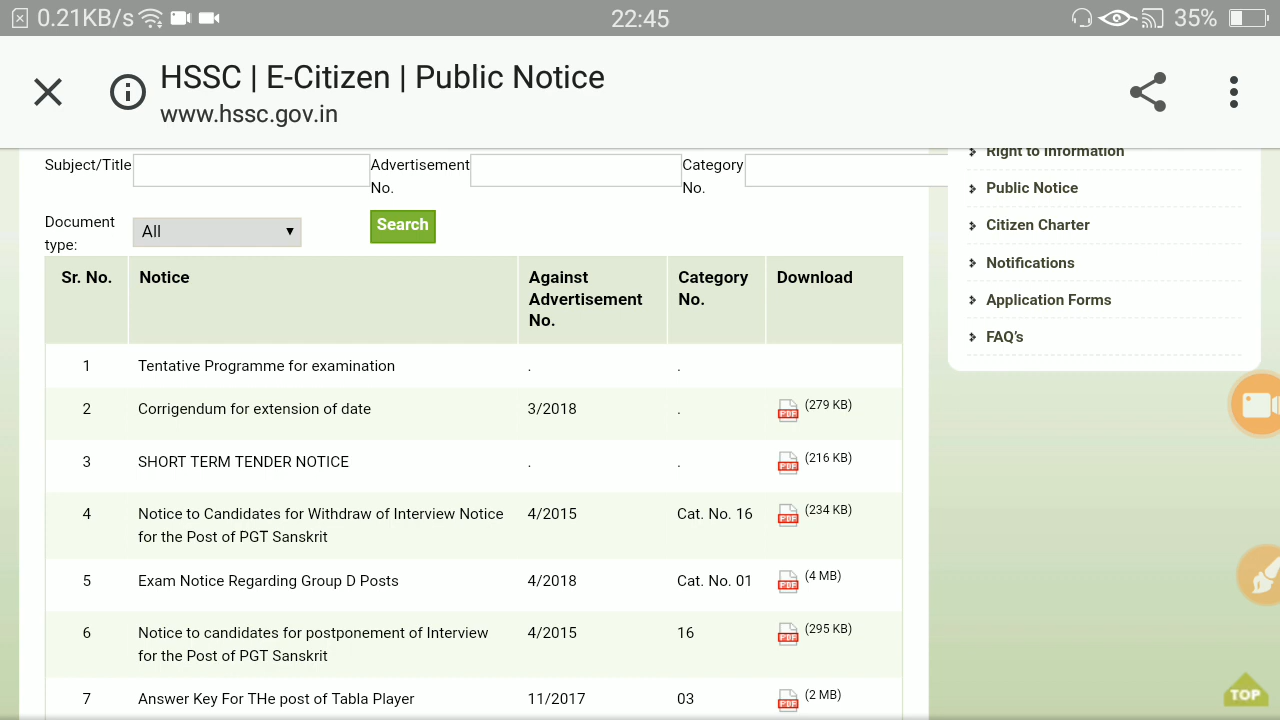 0.21KB/s 22:45 35%
HSSC | E-Citizen | Public Notice
www.hssc.gov.in
Subject/Title Advertisement No. Category No.
Document type: All Search
Sr. No. Notice Against Advertisement No. Category No. Download
1 Tentative Programme for examination . .
2 Corrigendum for extension of date 3/2018 . PDF (279 KB)
3 SHORT TERM TENDER NOTICE . . PDF (216 KB)
4 Notice to Candidates for Withdraw of Interview Notice 4/2015 Cat. No. 16 PDF (234 KB)
for the Post of PGT Sanskrit
5 Exam Notice Regarding Group D Posts 4/2018 Cat. No. 01 PDF (4 MB)
6 Notice to candidates for postponement of Interview 4/2015 16 PDF (295 KB)
for the Post of PGT Sanskrit
7 Answer Key For THe post of Tabla Player 11/2017 03 PDF (2 MB)
Right to Information
Public Notice
Citizen Charter
Notifications
Application Forms
FAQ's
TOP